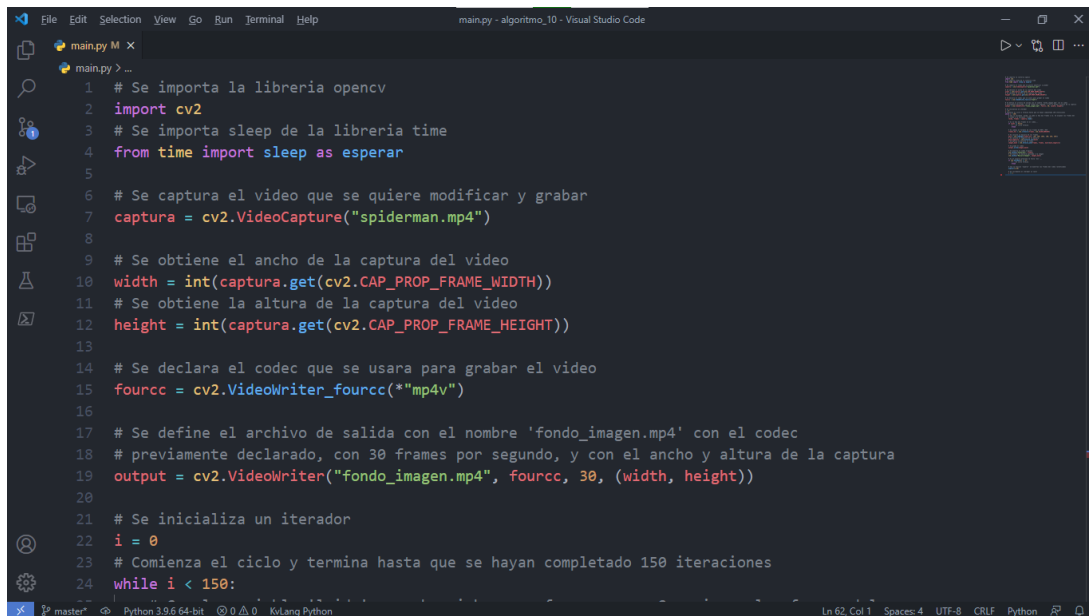 File Edit Selection View Go Run Terminal Help main.py - algoritmo_10 - Visual Studio Code
main.py M
main.py > ...
1 # Se importa la libreria opencv
2 import cv2
3 # Se importa sleep de la libreria time
4 from time import sleep as esperar
5
6 # Se captura el video que se quiere modificar y grabar
7 captura = cv2.VideoCapture("spiderman.mp4")
8
9 # Se obtiene el ancho de la captura del video
10 width = int(captura.get(cv2.CAP_PROP_FRAME_WIDTH))
11 # Se obtiene la altura de la captura del video
12 height = int(captura.get(cv2.CAP_PROP_FRAME_HEIGHT))
13
14 # Se declara el codec que se usara para grabar el video
15 fourcc = cv2.VideoWriter_fourcc(*"mp4v")
16
17 # Se define el archivo de salida con el nombre 'fondo_imagen.mp4' con el codec
18 # previamente declarado, con 30 frames por segundo, y con el ancho y altura de la captura
19 output = cv2.VideoWriter("fondo_imagen.mp4", fourcc, 30, (width, height))
20
21 # Se inicializa un iterador
22 i = 0
23 # Comienza el ciclo y termina hasta que se hayan completado 150 iteraciones
24 while i < 150:
1
master* Python 3.9.6 64-bit 0 0 0 KvLang Python Ln 62, Col 1 Spaces: 4 UTF-8 CRLF Python